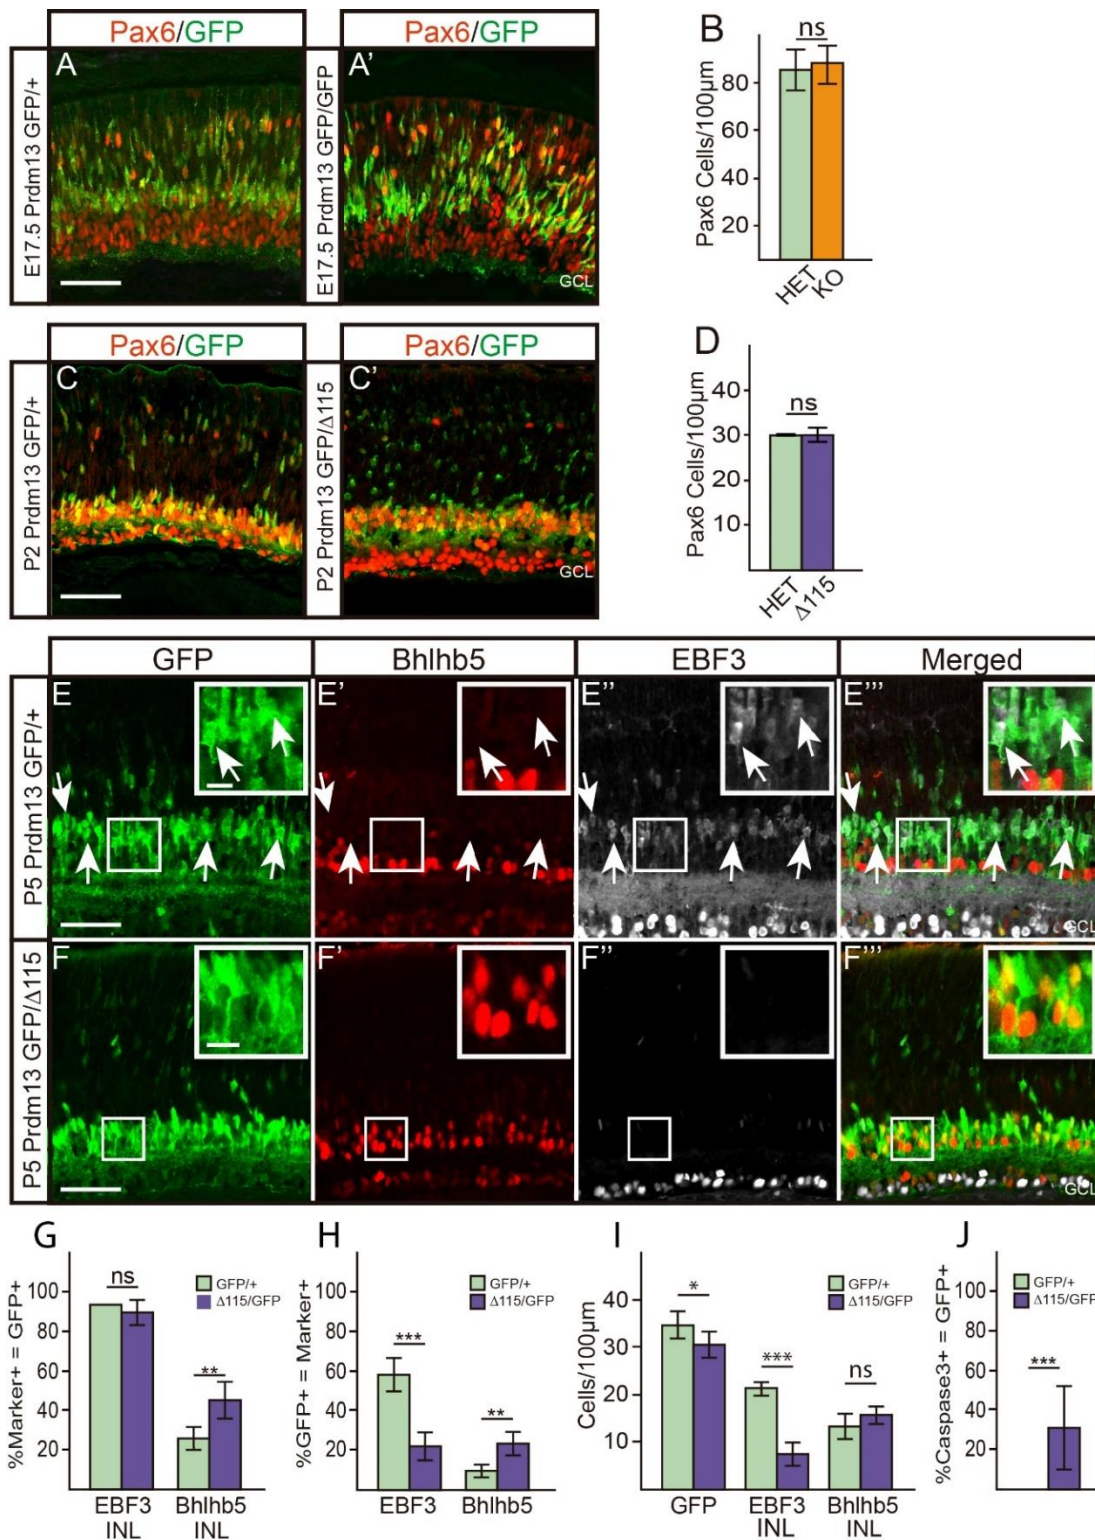 Pax6/GFP
Pax6/GFP
E17.5 Prdm13 GFP/+
A
E17.5 Prdm13 GFP/GFP
A'
GCL
B
ns
Pax6 Cells/100µm
80
60
40
20
HET
KO
Pax6/GFP
Pax6/GFP
P2 Prdm13 GFP/+
C
P2 Prdm13 GFP/Δ115
C'
GCL
D
ns
Pax6 Cells/100µm
40
30
20
10
HET
Δ115
GFP
Bhlhb5
EBF3
Merged
P5 Prdm13 GFP/+
E
E'
E''
E'''
GCL
P5 Prdm13 GFP/Δ115
F
F'
F''
F'''
GCL
G
%Marker+ = GFP+
100
80
60
40
20
ns
**
GFP/+
Δ115/GFP
EBF3
INL
Bhlhb5
INL
H
%GFP+ = Marker+
100
80
60
40
20
***
**
GFP/+
Δ115/GFP
EBF3
Bhlhb5
I
Cells/100µm
40
30
20
10
*
***
ns
GFP/+
Δ115/GFP
GFP
EBF3
INL
Bhlhb5
INL
J
%Caspase3+ = GFP+
100
80
60
40
20
***
GFP/+
Δ115/GFP